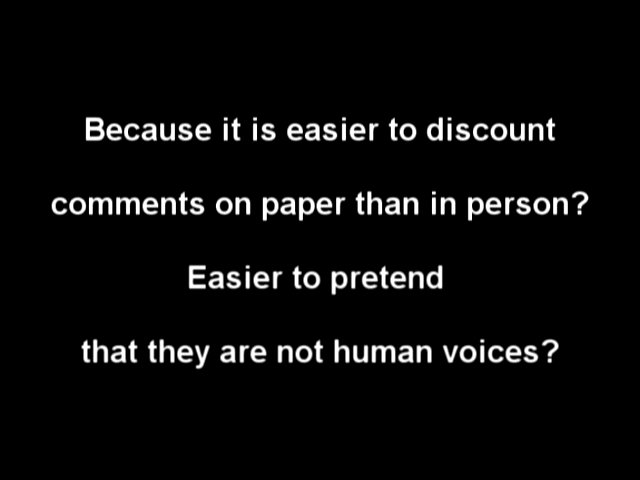 Because it is easier to discount
comments on paper than in person?
Easier to pretend
that they are not human voices?